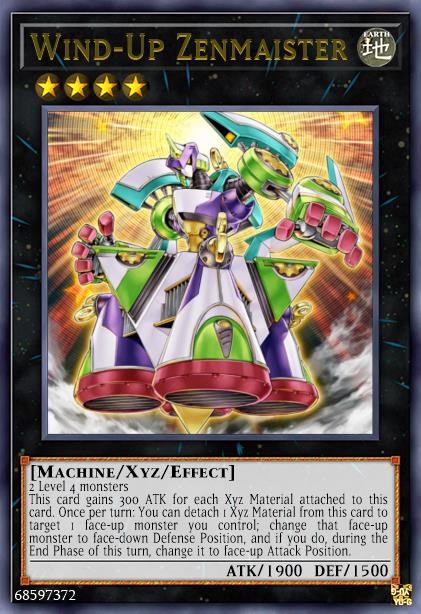 Wind-Up Zenmaister
EARTH
地
[Machine/Xyz/Effect]
2 Level 4 monsters
This card gains 300 ATK for each Xyz Material attached to this
card. Once per turn: You can detach 1 Xyz Material from this card to
target 1 face-up monster you control; change that face-up
monster to face-down Defense Position, and if you do, during the
End Phase of this turn, change it to face-up Attack Position.
ATK/1900 DEF/1500
68597372